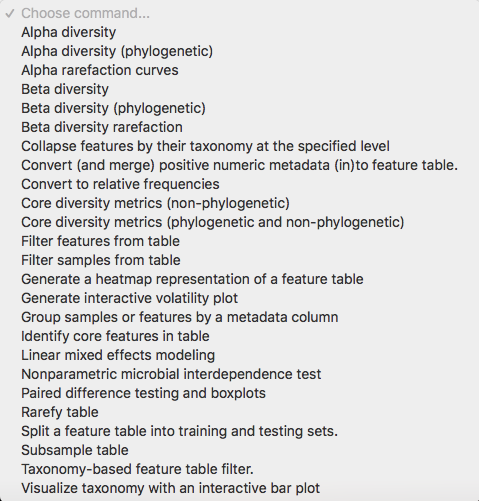 ✓ Choose command...
Alpha diversity
Alpha diversity (phylogenetic)
Alpha rarefaction curves
Beta diversity
Beta diversity (phylogenetic)
Beta diversity rarefaction
Collapse features by their taxonomy at the specified level
Convert (and merge) positive numeric metadata (in)to feature table.
Convert to relative frequencies
Core diversity metrics (non-phylogenetic)
Core diversity metrics (phylogenetic and non-phylogenetic)
Filter features from table
Filter samples from table
Generate a heatmap representation of a feature table
Generate interactive volatility plot
Group samples or features by a metadata column
Identify core features in table
Linear mixed effects modeling
Nonparametric microbial interdependence test
Paired difference testing and boxplots
Rarefy table
Split a feature table into training and testing sets.
Subsample table
Taxonomy-based feature table filter.
Visualize taxonomy with an interactive bar plot